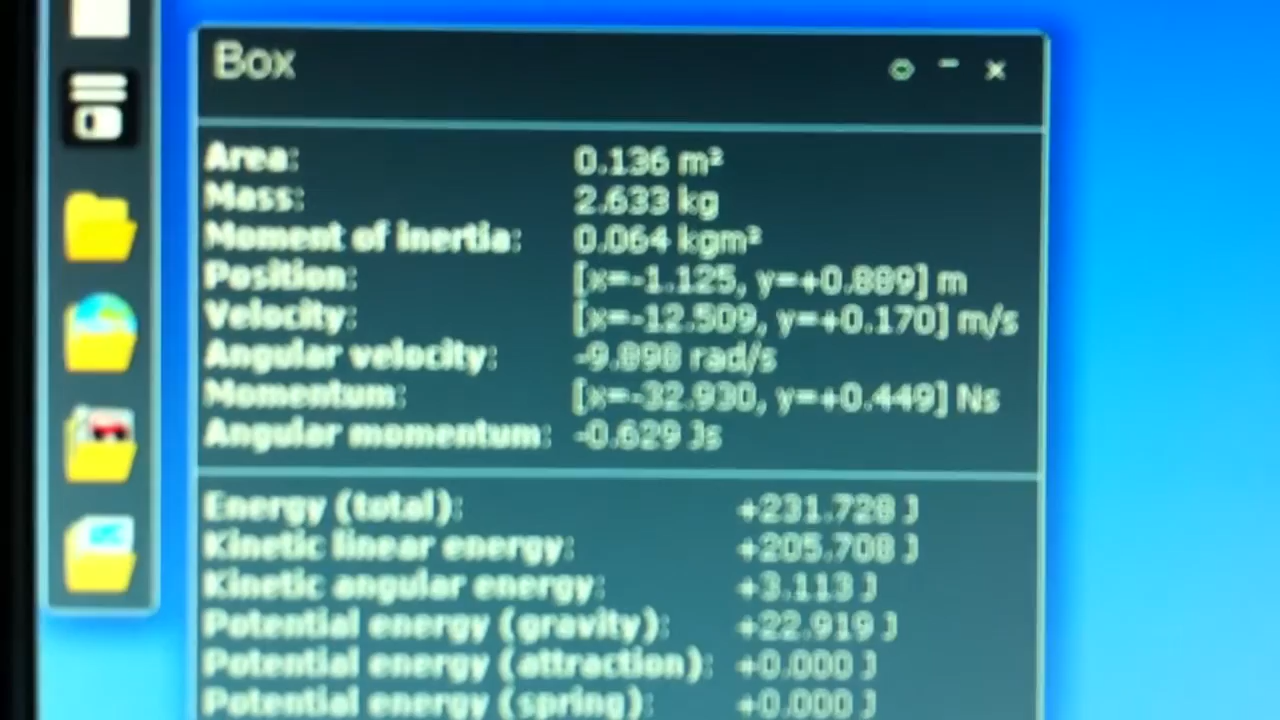 Box
Area: 0.136 m²
Mass: 2.633 kg
Moment of inertia: 0.064 kgm²
Position: [x=-1.125, y=+0.889] m
Velocity: [x=-12.509, y=+0.170] m/s
Angular velocity: -9.898 rad/s
Momentum: [x=-32.930, y=+0.449] Ns
Angular momentum: -0.629 Js
Energy (total): +231.728 J
Kinetic linear energy: +205.708 J
Kinetic angular energy: +3.113 J
Potential energy (gravity): +22.919 J
Potential energy (attraction): +0.000 J
Potential energy (spring): +0.000 J